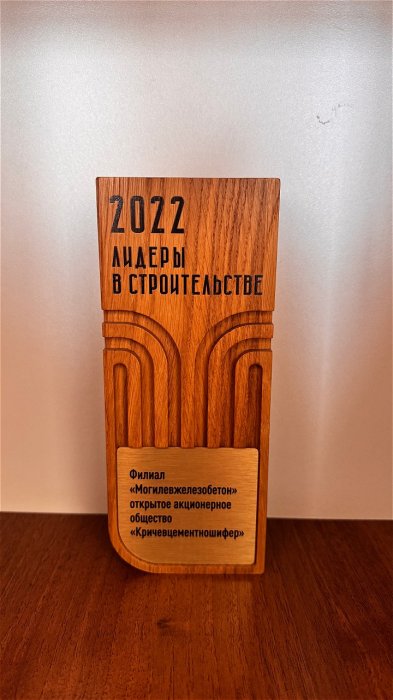 2022
ЛИДЕРЫ
В СТРОИТЕЛЬСТВЕ
Филиал
«Могилевжелезобетон»
открытое акционерное
общество
«Кричевцементношифер»